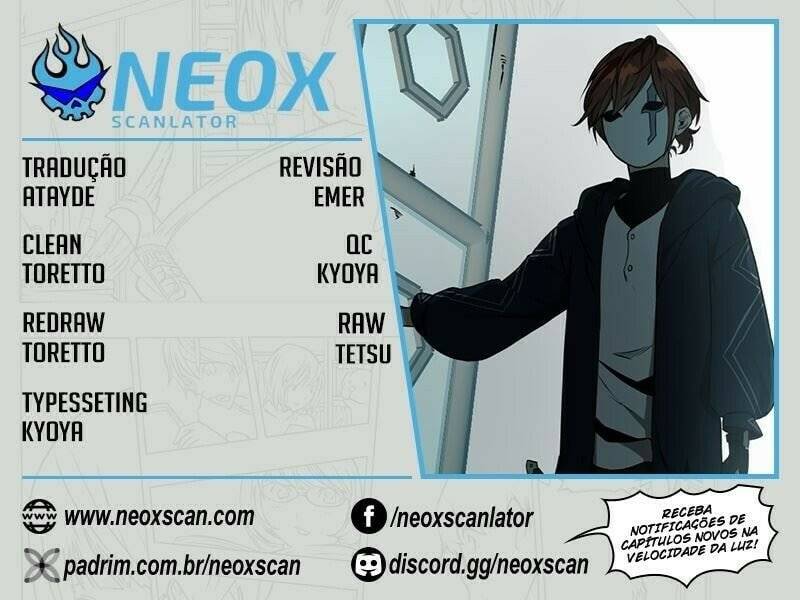 NEOX
SCANLATOR
TRADUÇÃO
ATAYDE
REVISÃO
EMER
CLEAN
TORETTO
QC
KYOYA
REDRAW
TORETTO
RAW
TETSU
TYPESSETING
KYOYA
www.neoxscan.com
/neoxscanlator
padrim.com.br/neoxscan
discord.gg/neoxscan
RECEBA
NOTIFICAÇÕES DE
CAPÍTULOS NOVOS NA
VELOCIDADE DA LUZ!